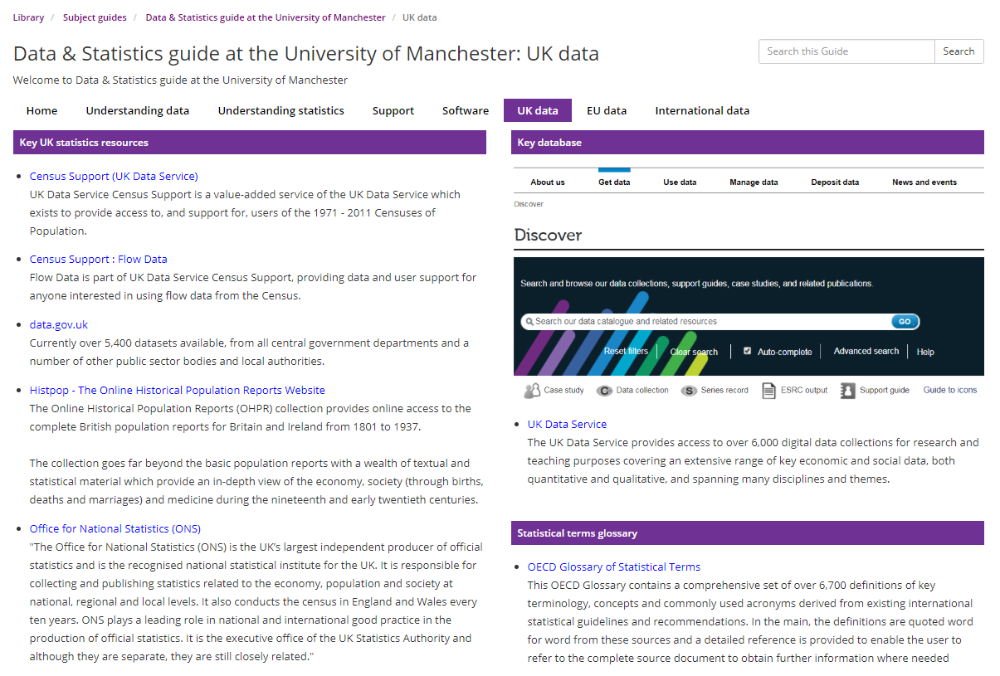 Library / Subject guides / Data & Statistics guide at the University of Manchester / UK data
Data & Statistics guide at the University of Manchester: UK data
Search this Guide
Search
Welcome to Data & Statistics guide at the University of Manchester
Home Understanding data Understanding statistics Support Software UK data EU data International data
Key UK statistics resources
Census Support (UK Data Service)
UK Data Service Census Support is a value-added service of the UK Data Service which
exists to provide access to, and support for, users of the 1971 - 2011 Censuses of
Population.
Census Support : Flow Data
Flow Data is part of UK Data Service Census Support, providing data and user support for
anyone interested in using flow data from the Census.
data.gov.uk
Currently over 5,400 datasets available, from all central government departments and a
number of other public sector bodies and local authorities.
Histpop - The Online Historical Population Reports Website
The Online Historical Population Reports (OHPR) collection provides online access to the
complete British population reports for Britain and Ireland from 1801 to 1937.
The collection goes far beyond the basic population reports with a wealth of textual and
statistical material which provide an in-depth view of the economy, society (through births,
deaths and marriages) and medicine during the nineteenth and early twentieth centuries.
Office for National Statistics (ONS)
"The Office for National Statistics (ONS) is the UK's largest independent producer of official
statistics and is the recognised national statistical institute for the UK. It is responsible for
collecting and publishing statistics related to the economy, population and society at
national, regional and local levels. It also conducts the census in England and Wales every
ten years. ONS plays a leading role in national and international good practice in the
production of official statistics. It is the executive office of the UK Statistics Authority and
although they are separate, they are still closely related."
Key database
About us Get data Use data Manage data Deposit data News and events
Discover
Discover
Search and browse our data collections, support guides, case studies, and related publications.
Search our data catalogue and related resources GO
Reset filters Clear search Auto-complete Advanced search Help
Case study Data collection Series record ESRC output Support guide Guide to icons
UK Data Service
The UK Data Service provides access to over 6,000 digital data collections for research and
teaching purposes covering an extensive range of key economic and social data, both
quantitative and qualitative, and spanning many disciplines and themes.
Statistical terms glossary
OECD Glossary of Statistical Terms
This OECD Glossary contains a comprehensive set of over 6,700 definitions of key
terminology, concepts and commonly used acronyms derived from existing international
statistical guidelines and recommendations. In the main, the definitions are quoted word
for word from these sources and a detailed reference is provided to enable the user to
refer to the complete source document to obtain further information where needed